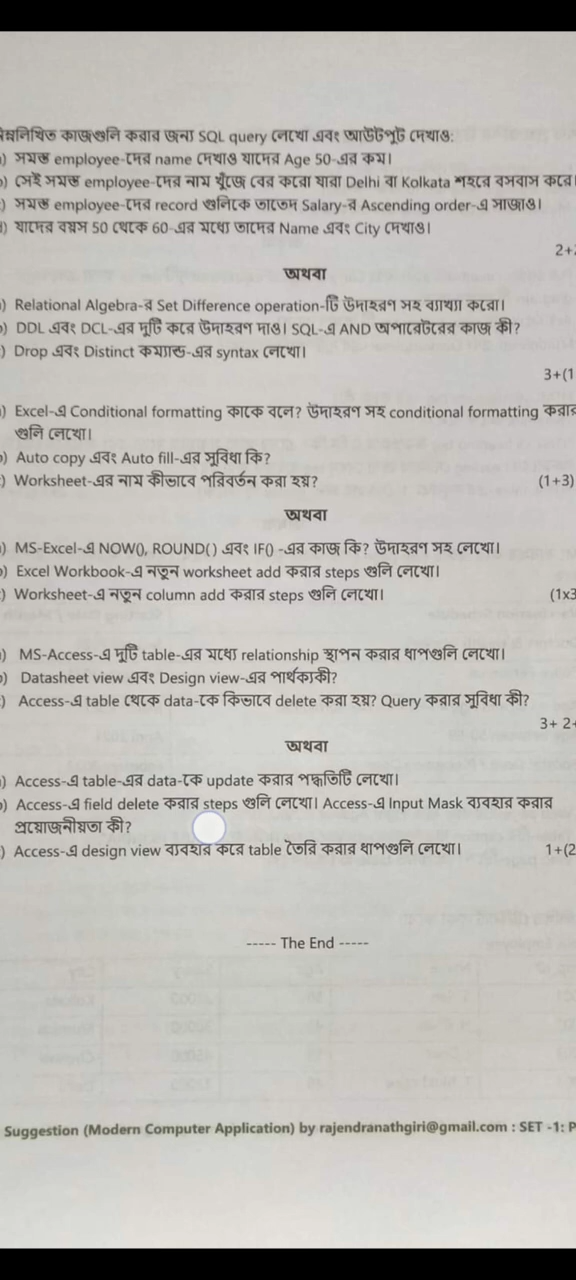 নিম্নলিখিত কাজগুলি করার জন্য SQL query লেখো এবং আউটপুট দেখাও:
) সমস্ত employee-দের name দেখাও যাদের Age 50-এর কম।
) সেই সমস্ত employee-দের নাম খুঁজে বের করো যারা Delhi বা Kolkata শহরে বসবাস করে।
) সমস্ত employee-দের record গুলিকে তাদের Salary-র Ascending order-এ সাজাও।
) যাদের বয়স 50 থেকে 60-এর মধ্যে তাদের Name এবং City দেখাও।
2+
অথবা
) Relational Algebra-র Set Difference operation-টি উদাহরণ সহ ব্যাখ্যা করো।
) DDL এবং DCL-এর দুটি করে উদাহরণ দাও। SQL-এ AND অপারেটরের কাজ কী?
) Drop এবং Distinct কম্যান্ড-এর syntax লেখো।
3+(1
) Excel-এ Conditional formatting কাকে বলে? উদাহরণ সহ conditional formatting করার
গুলি লেখো।
) Auto copy এবং Auto fill-এর সুবিধা কি?
) Worksheet-এর নাম কীভাবে পরিবর্তন করা হয়?
(1+3)
অথবা
) MS-Excel-এ NOW(), ROUND( ) এবং IF() -এর কাজ কি? উদাহরণ সহ লেখো।
) Excel Workbook-এ নতুন worksheet add করার steps গুলি লেখো।
) Worksheet-এ নতুন column add করার steps গুলি লেখো।
(1x3
) MS-Access-এ দুটি table-এর মধ্যে relationship স্থাপন করার ধাপগুলি লেখো।
) Datasheet view এবং Design view-এর পার্থক্য কী?
) Access-এ table থেকে data-কে কিভাবে delete করা হয়? Query করার সুবিধা কী?
3+ 2+
অথবা
) Access-এ table-এর data-কে update করার পদ্ধতিটি লেখো।
) Access-এ field delete করার steps গুলি লেখো। Access-এ Input Mask ব্যবহার করার
প্রয়োজনীয়তা কী?
) Access-এ design view ব্যবহার করে table তৈরি করার ধাপগুলি লেখো।
1+(2
----- The End -----
Suggestion (Modern Computer Application) by rajendranathgiri@gmail.com : SET -1: P